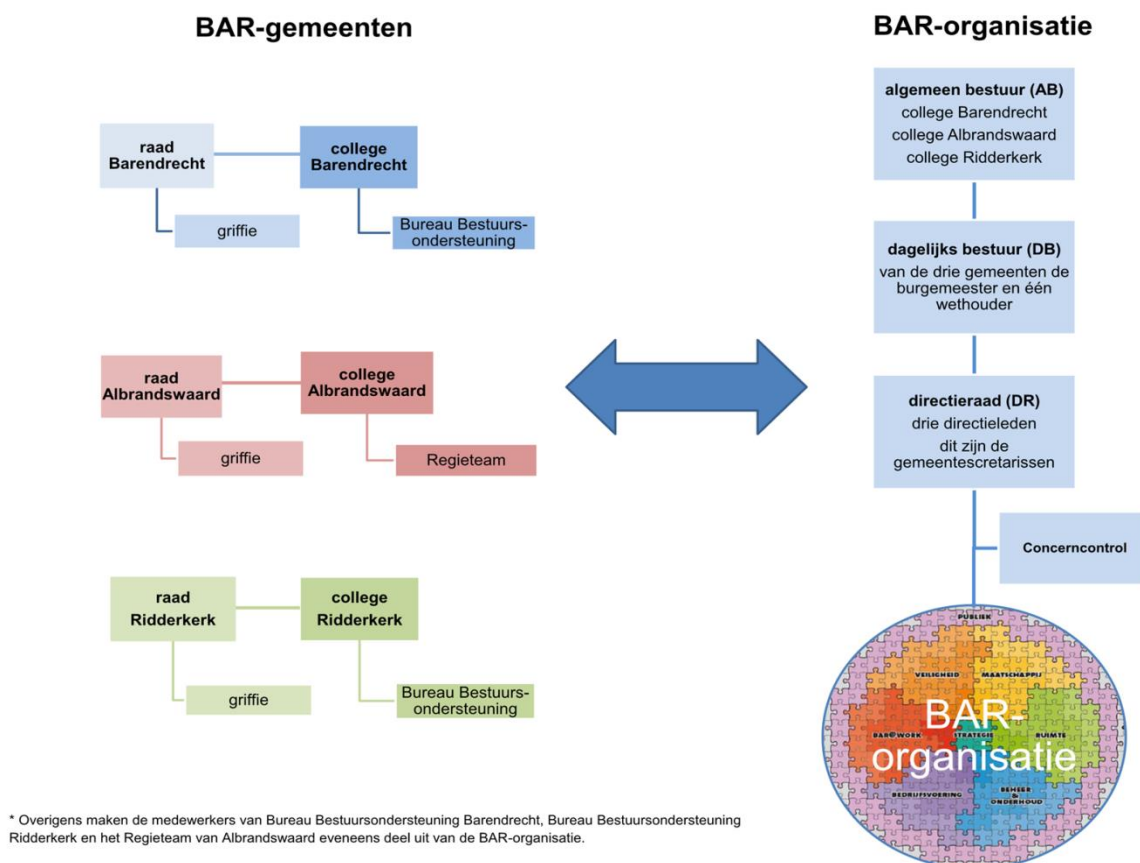 BAR-gemeenten
BAR-organisatie
raad
Barendrecht
college
Barendrecht
griffie
Bureau Bestuurs-
ondersteuning
raad
Albrandswaard
college
Albrandswaard
griffie
Regieteam
raad
Ridderkerk
college
Ridderkerk
griffie
Bureau Bestuurs-
ondersteuning
algemeen bestuur (AB)
college Barendrecht
college Albrandswaard
college Ridderkerk
dagelijks bestuur (DB)
van de drie gemeenten de
burgemeester en één
wethouder
directieraad (DR)
drie directieleden
dit zijn de
gemeentescretarissen
Concerncontrol
PUBLIEK
VEILIGHEID
MAATSCHAPPIJ
BAR-
organisatie
BAR@WORK
STRATEGIE
RUIMTE
BEDRIJFSVOERING
BEHEER
&
ONDERHOUD
* Overigens maken de medewerkers van Bureau Bestuursondersteuning Barendrecht, Bureau Bestuursondersteuning
Ridderkerk en het Regieteam van Albrandswaard eveneens deel uit van de BAR-organisatie.